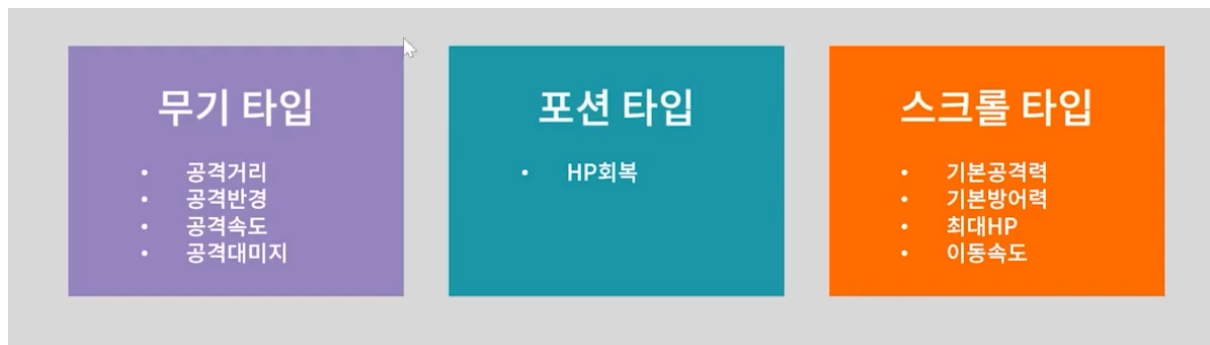 무기 타입
• 공격거리
• 공격반경
• 공격속도
• 공격대미지
포션 타입
• HP회복
스크롤 타입
• 기본공격력
• 기본방어력
• 최대HP
• 이동속도